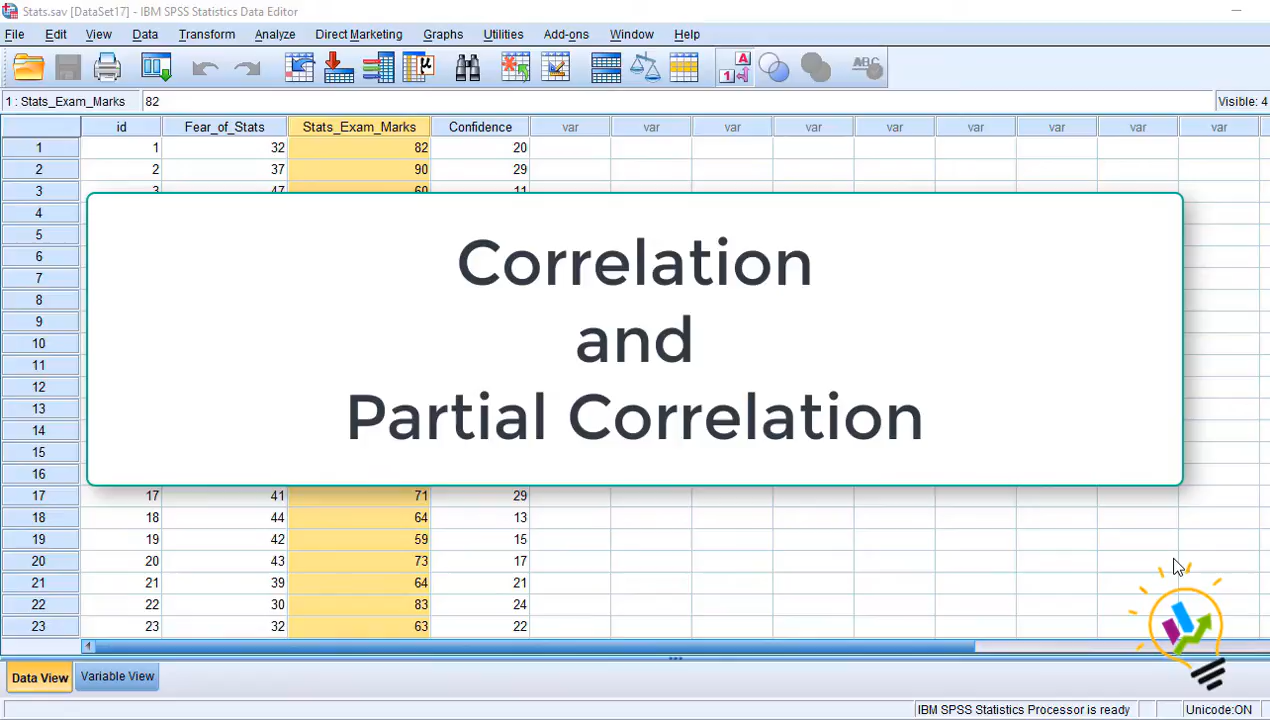 Stats.sav [DataSet17] - IBM SPSS Statistics Data Editor
File Edit View Data Transform Analyze Direct Marketing Graphs Utilities Add-ons Window Help
1 : Stats_Exam_Marks 82 Visible: 4
id Fear_of_Stats Stats_Exam_Marks Confidence var var var var var var var var var
1 1 32 82 20
2 2 37 90 29
3 3 47 60 11
4
5
6
7
8
9
10
11
12
13
14
15
16
Correlation
and
Partial Correlation
17 17 41 71 29
18 18 44 64 13
19 19 42 59 15
20 20 43 73 17
21 21 39 64 21
22 22 30 83 24
23 23 32 63 22
Data View Variable View
IBM SPSS Statistics Processor is ready Unicode:ON